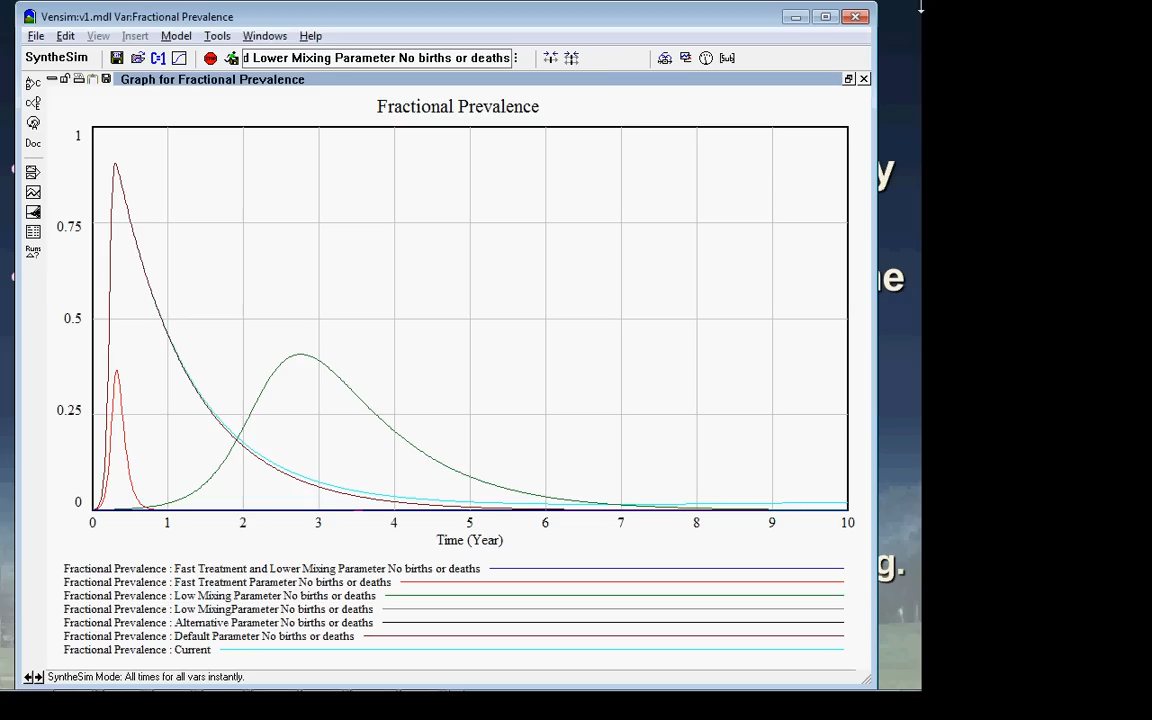 Vensim:v1.mdl Var:Fractional Prevalence
File Edit View Insert Model Tools Windows Help
SyntheSim
d Lower Mixing Parameter No births or deaths
Graph for Fractional Prevalence
Doc
Runs
Fractional Prevalence
1
0.75
0.5
0.25
0
0 1 2 3 4 5 6 7 8 9 10
Time (Year)
Fractional Prevalence : Fast Treatment and Lower Mixing Parameter No births or deaths
Fractional Prevalence : Fast Treatment Parameter No births or deaths
Fractional Prevalence : Low Mixing Parameter No births or deaths
Fractional Prevalence : Low MixingParameter No births or deaths
Fractional Prevalence : Alternative Parameter No births or deaths
Fractional Prevalence : Default Parameter No births or deaths
Fractional Prevalence : Current
SyntheSim Mode: All times for all vars instantly.
y
ne
g.